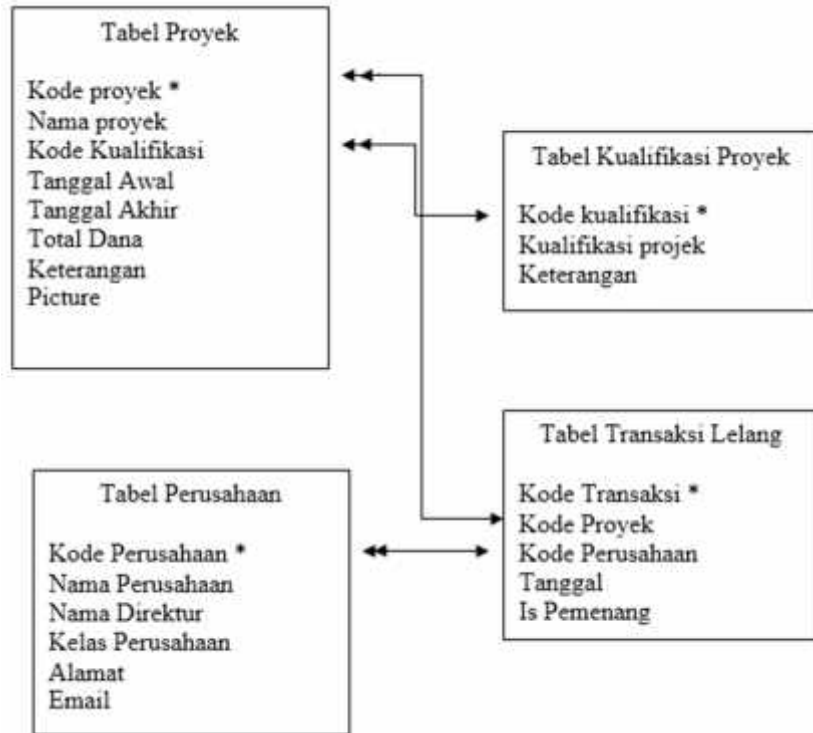 Tabel Proyek
Kode proyek *
Nama proyek
Kode Kualifikasi
Tanggal Awal
Tanggal Akhir
Total Dana
Keterangan
Picture
Tabel Kualifikasi Proyek
Kode kualifikasi *
Kualifikasi projek
Keterangan
Tabel Perusahaan
Kode Perusahaan *
Nama Perusahaan
Nama Direktur
Kelas Perusahaan
Alamat
Email
Tabel Transaksi Lelang
Kode Transaksi *
Kode Proyek
Kode Perusahaan
Tanggal
Is Pemenang